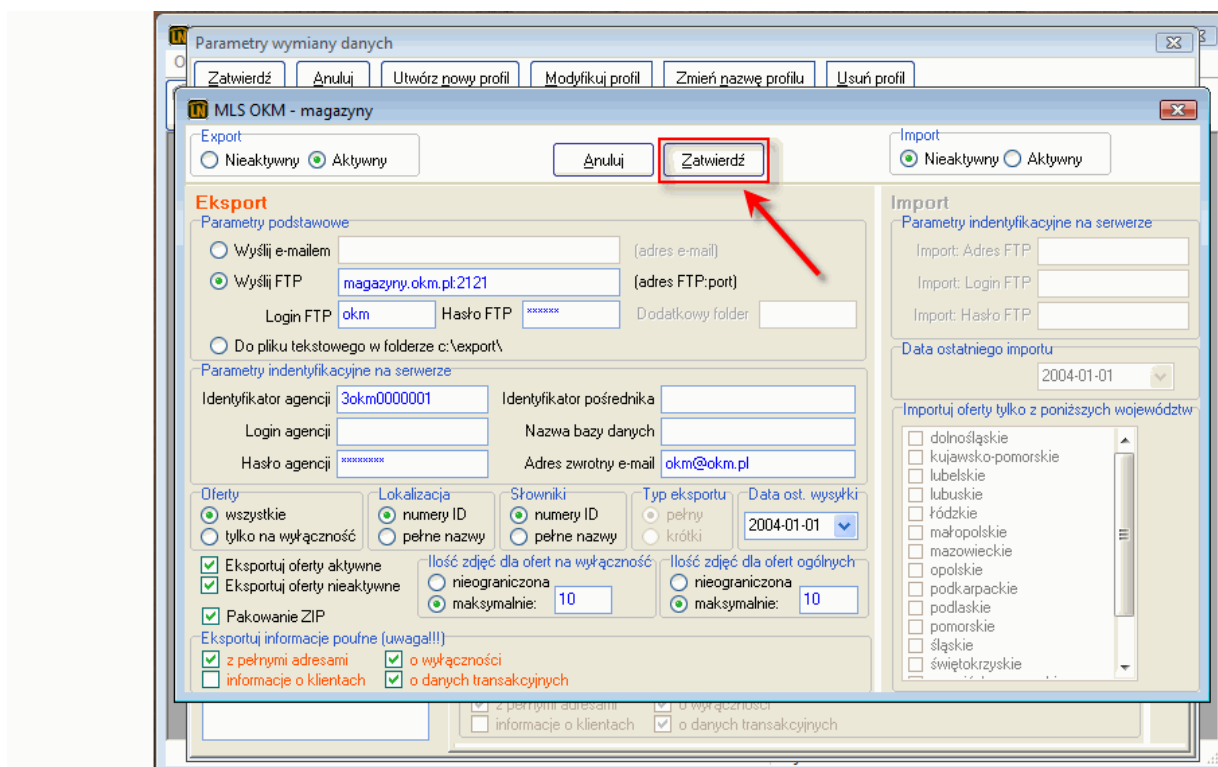 Parametry wymiany danych
Zatwierdź Anuluj Utwórz nowy profil Modyfikuj profil Zmień nazwę profilu Usuń profil
MLS OKM - magazyny
Export
Nieaktywny Aktywny
Anuluj Zatwierdź
Import
Nieaktywny Aktywny
Eksport
Parametry podstawowe
Wyślij e-mailem (adres e-mail)
Wyślij FTP magazyny.okm.pl:2121 (adres FTP:port)
Login FTP okm Hasło FTP ****** Dodatkowy folder
Do pliku tekstowego w folderze c:\export\
Parametry indentyfikacyjne na serwerze
Identyfikator agencji 3okm0000001 Identyfikator pośrednika
Login agencji Nazwa bazy danych
Hasło agencji ******** Adres zwrotny e-mail okm@okm.pl
Oferty Lokalizacja Słowniki Typ eksportu Data ost. wysyłki
wszystkie numery ID numery ID pełny 2004-01-01
tylko na wyłączność pełne nazwy pełne nazwy krótki
Eksportuj oferty aktywne
Eksportuj oferty nieaktywne
Pakowanie ZIP
Ilość zdjęć dla ofert na wyłączność Ilość zdjęć dla ofert ogólnych
nieograniczona nieograniczona
maksymalnie: 10 maksymalnie: 10
Eksportuj informacje poufne (uwaga!!!)
z pełnymi adresami o wyłączności
informacje o klientach o danych transakcyjnych
Import
Parametry indentyfikacyjne na serwerze
Import: Adres FTP
Import: Login FTP
Import: Hasło FTP
Data ostatniego importu
2004-01-01
Importuj oferty tylko z poniższych województw
dolnośląskie
kujawsko-pomorskie
lubelskie
lubuskie
łódzkie
małopolskie
mazowieckie
opolskie
podkarpackie
podlaskie
pomorskie
śląskie
świętokrzyskie
z pełnymi adresami o wyłączności
informacje o klientach o danych transakcyjnych